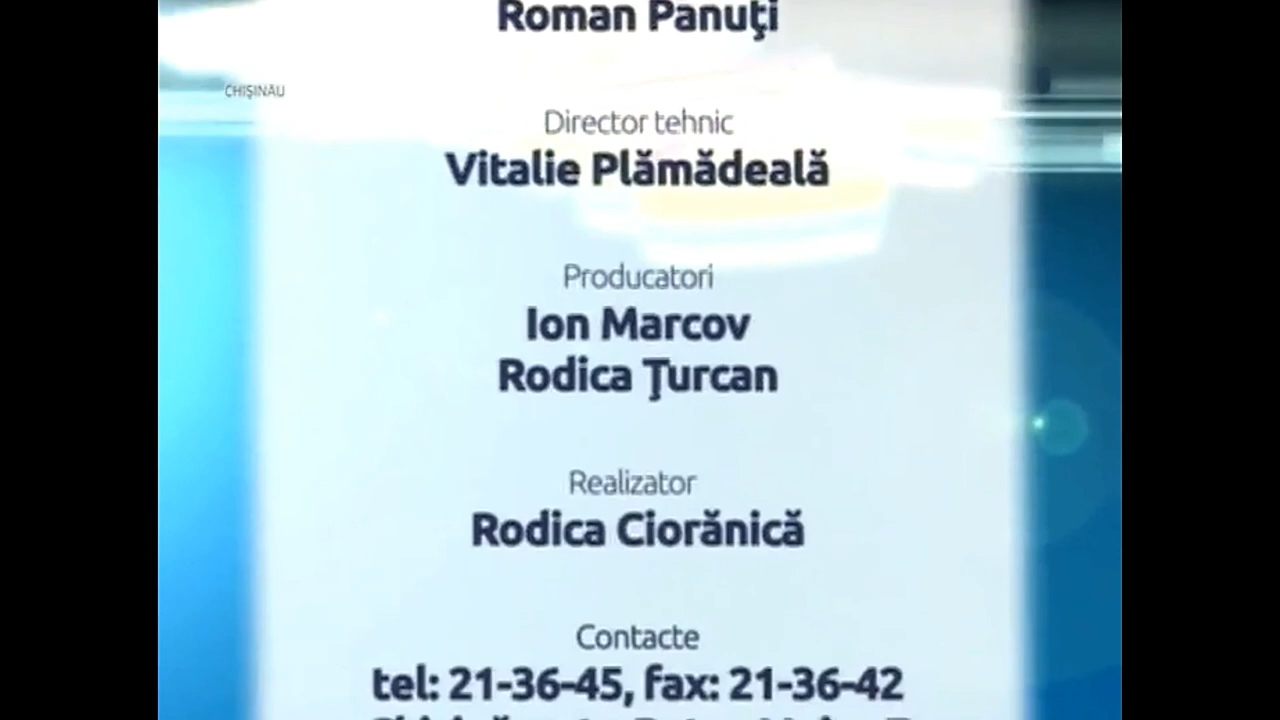 Roman Panuţi
CHIŞINĂU
Director tehnic
Vitalie Plămădeală
Producatori
Ion Marcov
Rodica Ţurcan
Realizator
Rodica Ciorănică
Contacte
tel: 21-36-45, fax: 21-36-42